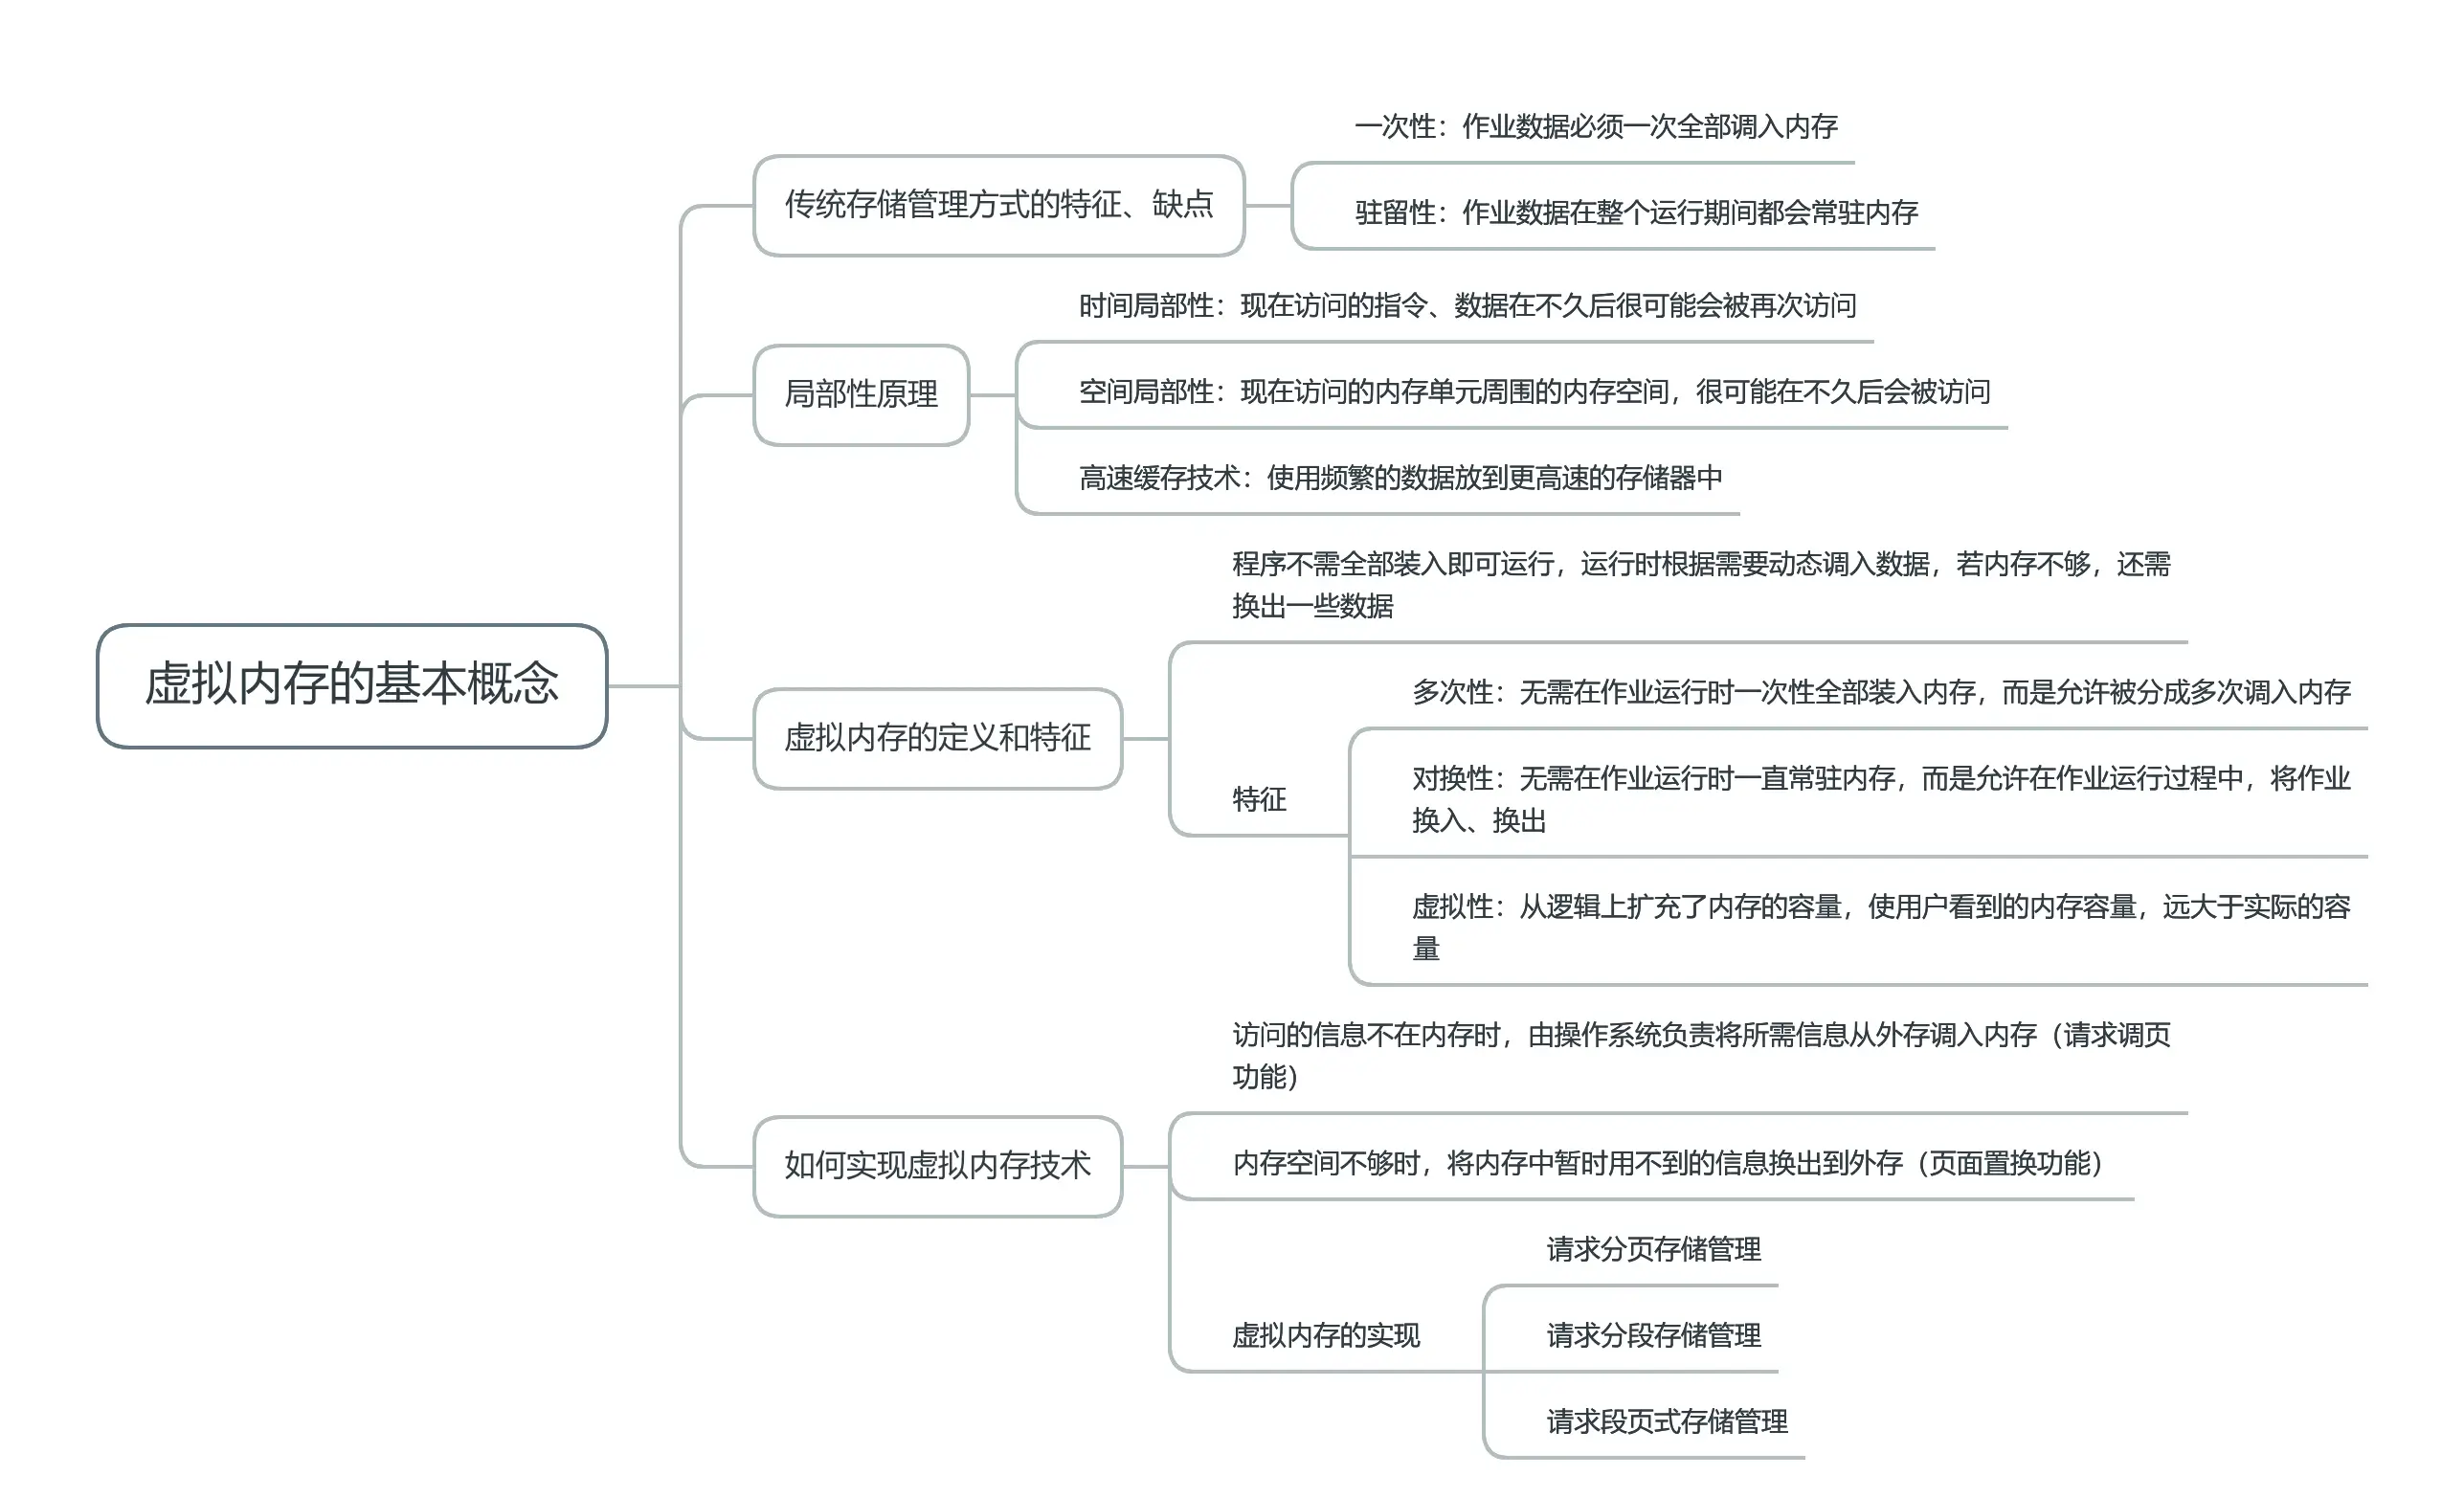 虚拟内存的基本概念
传统存储管理方式的特征、缺点
一次性：作业数据必须一次全部调入内存
驻留性：作业数据在整个运行期间都会常驻内存
局部性原理
时间局部性：现在访问的指令、数据在不久后很可能会被再次访问
空间局部性：现在访问的内存单元周围的内存空间，很可能在不久后会被访问
高速缓存技术：使用频繁的数据放到更高速的存储器中
虚拟内存的定义和特征
程序不需全部装入即可运行，运行时根据需要动态调入数据，若内存不够，还需
换出一些数据
特征
多次性：无需在作业运行时一次性全部装入内存，而是允许被分成多次调入内存
对换性：无需在作业运行时一直常驻内存，而是允许在作业运行过程中，将作业
换入、换出
虚拟性：从逻辑上扩充了内存的容量，使用户看到的内存容量，远大于实际的容
量
如何实现虚拟内存技术
访问的信息不在内存时，由操作系统负责将所需信息从外存调入内存（请求调页
功能）
内存空间不够时，将内存中暂时用不到的信息换出到外存（页面置换功能）
虚拟内存的实现
请求分页存储管理
请求分段存储管理
请求段页式存储管理